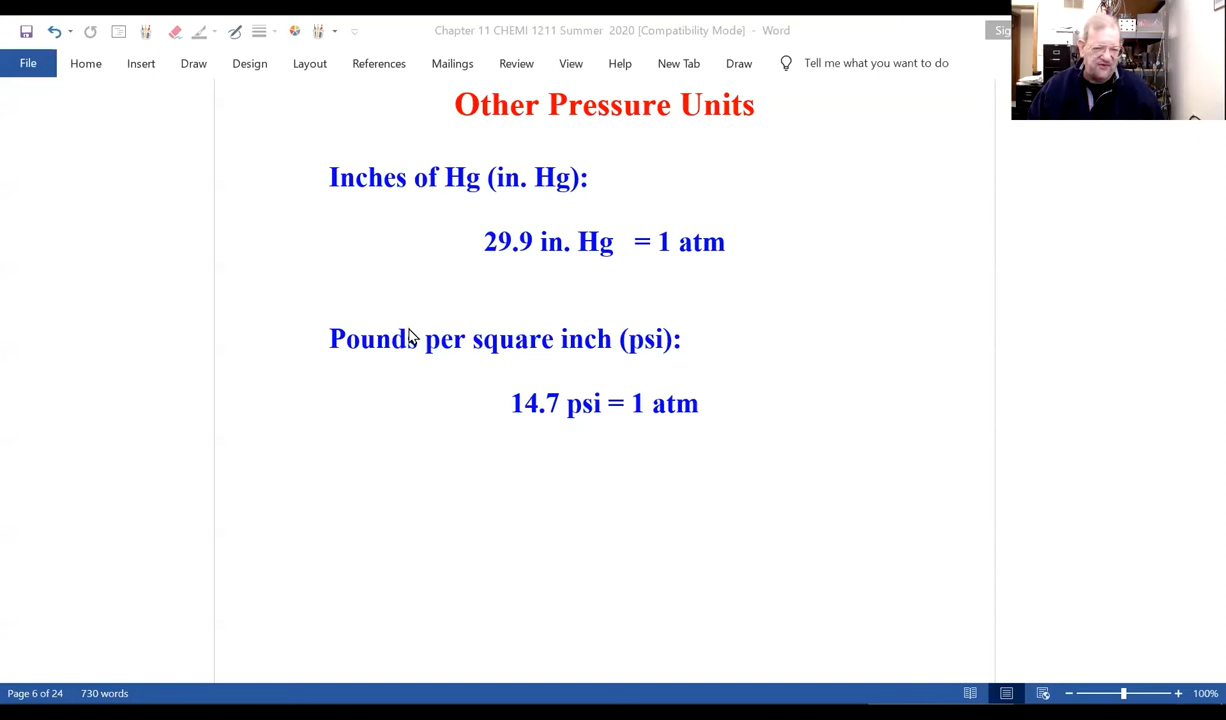 Chapter 11 CHEMI 1211 Summer 2020 [Compatibility Mode] - Word
Sig
File Home Insert Draw Design Layout References Mailings Review View Help New Tab Draw Tell me what you want to do
Other Pressure Units
Inches of Hg (in. Hg):
29.9 in. Hg = 1 atm
Pounds per square inch (psi):
14.7 psi = 1 atm
Page 6 of 24 730 words 100%